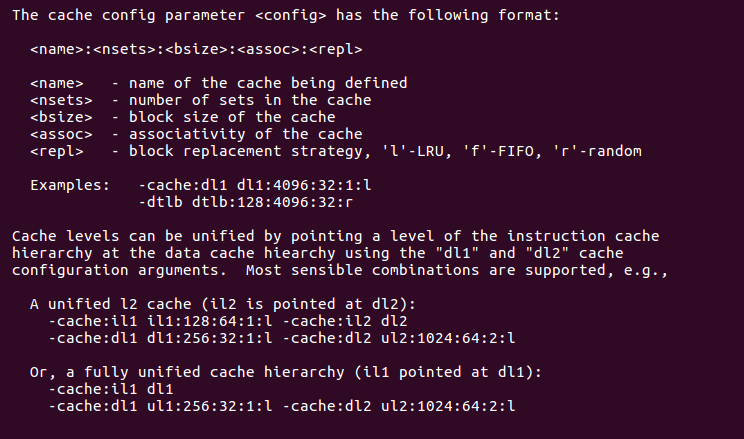 The cache config parameter <config> has the following format:
<name>:<nsets>:<bsize>:<assoc>:<repl>
<name>   - name of the cache being defined
<nsets>  - number of sets in the cache
<bsize>  - block size of the cache
<assoc>  - associativity of the cache
<repl>   - block replacement strategy, 'l'-LRU, 'f'-FIFO, 'r'-random
Examples:   -cache:dl1 dl1:4096:32:1:l
-dtlb dtlb:128:4096:32:r
Cache levels can be unified by pointing a level of the instruction cache
hierarchy at the data cache hiearchy using the "dl1" and "dl2" cache
configuration arguments.  Most sensible combinations are supported, e.g.,
A unified l2 cache (il2 is pointed at dl2):
-cache:il1 il1:128:64:1:l -cache:il2 dl2
-cache:dl1 dl1:256:32:1:l -cache:dl2 ul2:1024:64:2:l
Or, a fully unified cache hierarchy (il1 pointed at dl1):
-cache:il1 dl1
-cache:dl1 ul1:256:32:1:l -cache:dl2 ul2:1024:64:2:l